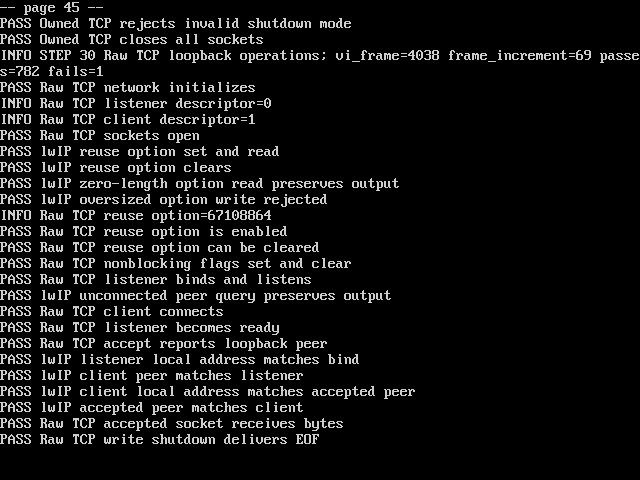 -- page 45 --
PASS Owned TCP rejects invalid shutdown mode
PASS Owned TCP closes all sockets
INFO STEP 30 Raw TCP loopback operations; vi_frame=4038 frame_increment=69 passe
s=782 fails=1
PASS Raw TCP network initializes
INFO Raw TCP listener descriptor=0
INFO Raw TCP client descriptor=1
PASS Raw TCP sockets open
PASS lwIP reuse option set and read
PASS lwIP reuse option clears
PASS lwIP zero-length option read preserves output
PASS lwIP oversized option write rejected
INFO Raw TCP reuse option=67108864
PASS Raw TCP reuse option is enabled
PASS Raw TCP reuse option can be cleared
PASS Raw TCP nonblocking flags set and clear
PASS Raw TCP listener binds and listens
PASS lwIP unconnected peer query preserves output
PASS Raw TCP client connects
PASS Raw TCP listener becomes ready
PASS Raw TCP accept reports loopback peer
PASS lwIP listener local address matches bind
PASS lwIP client peer matches listener
PASS lwIP client local address matches accepted peer
PASS lwIP accepted peer matches client
PASS Raw TCP accepted socket receives bytes
PASS Raw TCP write shutdown delivers EOF